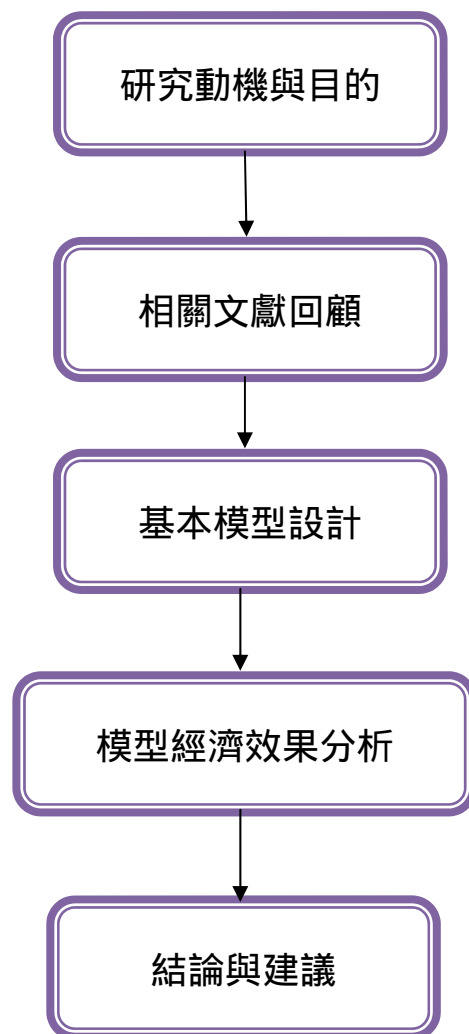 研究動機與目的
相關文獻回顧
基本模型設計
模型經濟效果分析
結論與建議